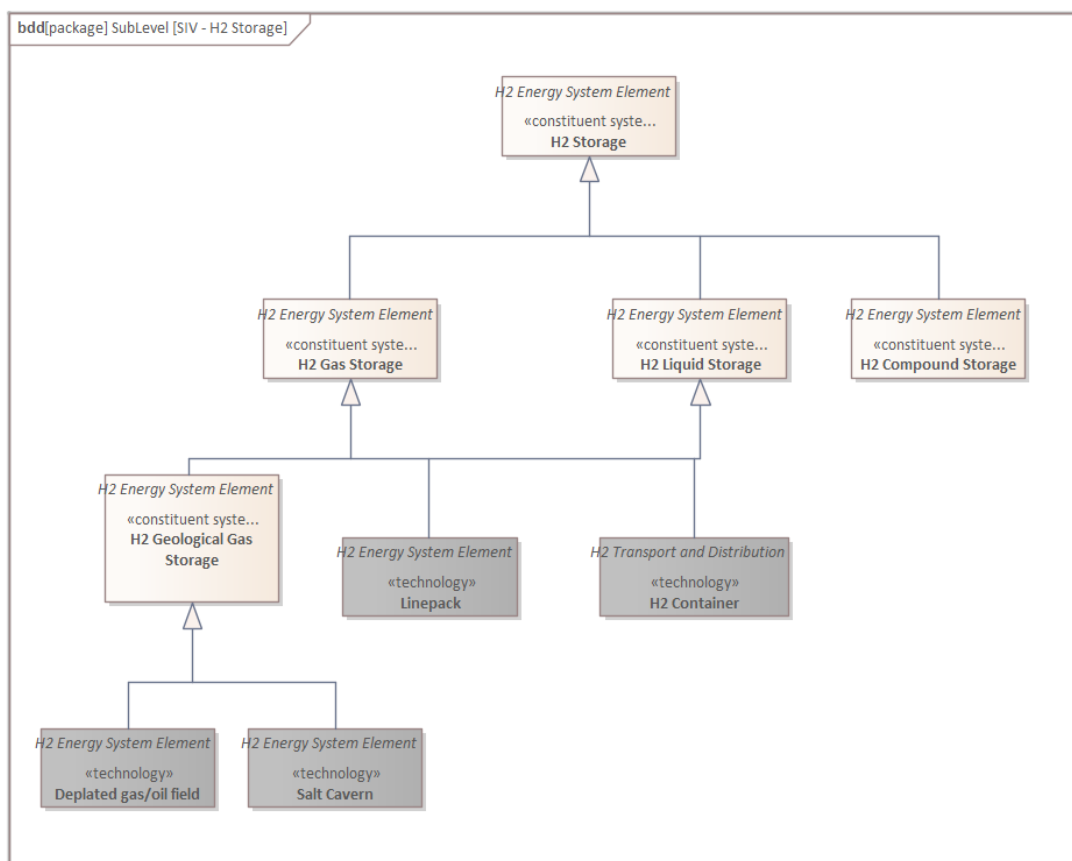 bdd[package] SubLevel [SIV - H2 Storage]
H2 Energy System Element
«constituent syste...
H2 Storage
H2 Energy System Element
«constituent syste...
H2 Gas Storage
H2 Energy System Element
«constituent syste...
H2 Liquid Storage
H2 Energy System Element
«constituent syste...
H2 Compound Storage
H2 Energy System Element
«constituent syste...
H2 Geological Gas
Storage
H2 Energy System Element
«technology»
Linepack
H2 Transport and Distribution
«technology»
H2 Container
H2 Energy System Element
«technology»
Deplated gas/oil field
H2 Energy System Element
«technology»
Salt Cavern